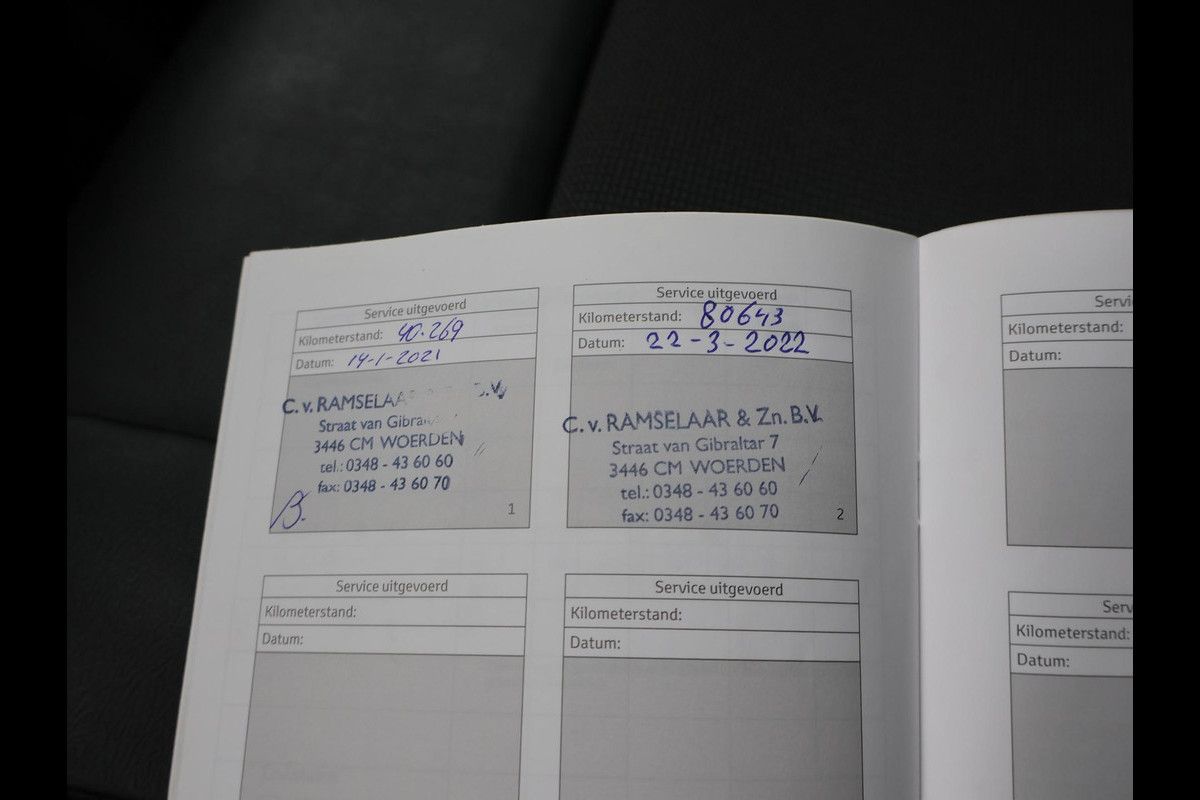 Service uitgevoerd
Kilometerstand: 40.269
Datum: 14-1-2021
C. v. RAMSELAA B.V.
Straat van Gibral
3446 CM WOERDEN
tel.: 0348 - 43 60 60
fax: 0348 - 43 60 70
B.
1
Service uitgevoerd
Kilometerstand: 80643
Datum: 22-3-2022
C. v. RAMSELAAR & Zn. B.V.
Straat van Gibraltar 7
3446 CM WOERDEN
tel.: 0348 - 43 60 60
fax: 0348 - 43 60 70
2
Servi
Kilometerstand:
Datum:
Service uitgevoerd
Kilometerstand:
Datum:
Service uitgevoerd
Kilometerstand:
Datum:
Serv
Kilometerstand:
Datum: